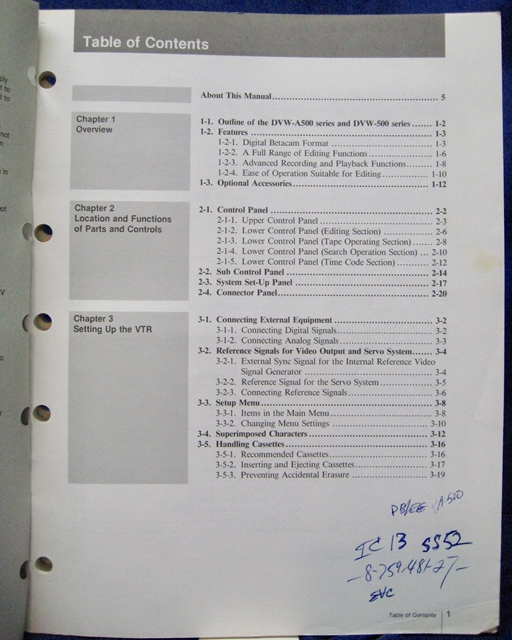 Table of Contents
About This Manual.......... 5
Chapter 1
Overview
1-1. Outline of the DVW-A500 series and DVW-500 series ....... 1-2
1-2. Features .......... 1-3
1-2-1. Digital Betacam Format .......... 1-3
1-2-2. A Full Range of Editing Functions .......... 1-6
1-2-3. Advanced Recording and Playback Functions.......... 1-8
1-2-4. Ease of Operation Suitable for Editing .......... 1-10
1-3. Optional Accessories.......... 1-12
Chapter 2
Location and Functions
of Parts and Controls
2-1. Control Panel .......... 2-2
2-1-1. Upper Control Panel .......... 2-3
2-1-2. Lower Control Panel (Editing Section) .......... 2-6
2-1-3. Lower Control Panel (Tape Operating Section) ....... 2-8
2-1-4. Lower Control Panel (Search Operation Section) ... 2-10
2-1-5. Lower Control Panel (Time Code Section) .......... 2-12
2-2. Sub Control Panel .......... 2-14
2-3. System Set-Up Panel .......... 2-17
2-4. Connector Panel.......... 2-20
Chapter 3
Setting Up the VTR
3-1. Connecting External Equipment .......... 3-2
3-1-1. Connecting Digital Signals.......... 3-2
3-1-2. Connecting Analog Signals.......... 3-3
3-2. Reference Signals for Video Output and Servo System....... 3-4
3-2-1. External Sync Signal for the Internal Reference Video
Signal Generator .......... 3-4
3-2-2. Reference Signal for the Servo System .......... 3-5
3-2-3. Connecting Reference Signals.......... 3-6
3-3. Setup Menu .......... 3-8
3-3-1. Items in the Main Menu .......... 3-8
3-3-2. Changing Menu Settings .......... 3-10
3-4. Superimposed Characters .......... 3-12
3-5. Handling Cassettes .......... 3-16
3-5-1. Recommended Cassettes .......... 3-16
3-5-2. Inserting and Ejecting Cassettes .......... 3-17
3-5-3. Preventing Accidental Erasure .......... 3-19
PB/EE A-500
IC 13 SS52
-8-759-481-27-
SVC
Table of Contents 1